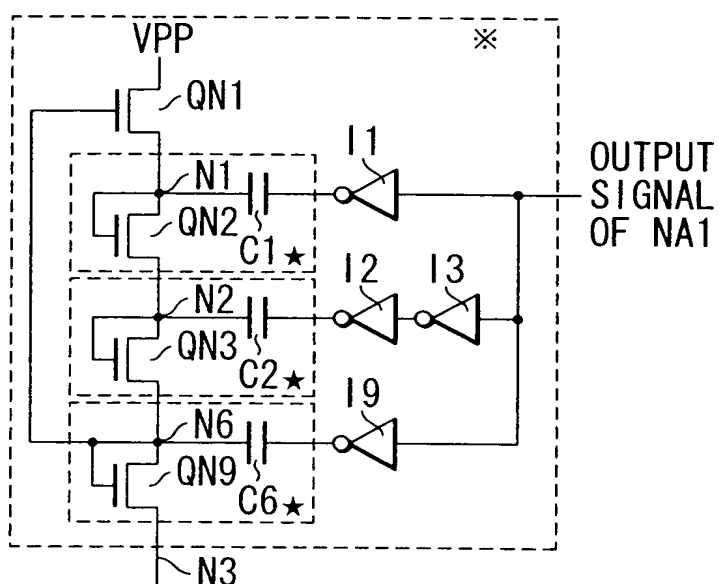 VPP
※
QN1
I1
OUTPUT
SIGNAL
OF NA1
N1
QN2
C1★
I2
I3
N2
QN3
C2★
I9
N6
QN9
C6★
N3